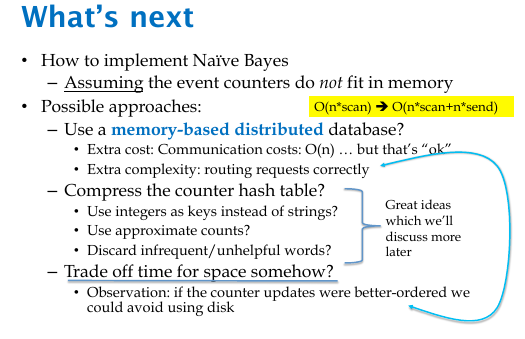 What's next
• How to implement Naïve Bayes
– Assuming the event counters do not fit in memory
• Possible approaches:
O(n*scan) ➔ O(n*scan+n*send)
– Use a memory-based distributed database?
• Extra cost: Communication costs: O(n) … but that's "ok"
• Extra complexity: routing requests correctly
– Compress the counter hash table?
• Use integers as keys instead of strings?
• Use approximate counts?
• Discard infrequent/unhelpful words?
Great ideas
which we'll
discuss more
later
– Trade off time for space somehow?
• Observation: if the counter updates were better-ordered we
could avoid using disk